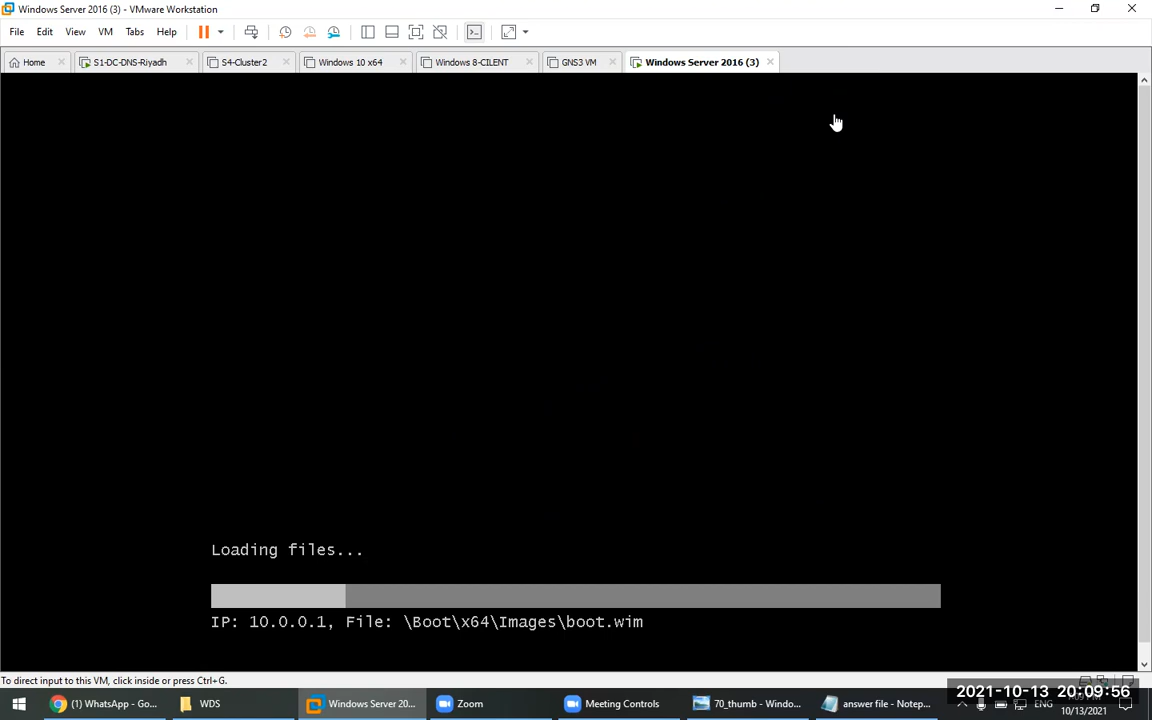 Windows Server 2016 (3) - VMware Workstation
File Edit View VM Tabs Help
Home S1-DC-DNS-Riyadh S4-Cluster2 Windows 10 x64 Windows 8-CILENT GNS3 VM Windows Server 2016 (3)
Loading files...
IP: 10.0.0.1, File: \Boot\x64\Images\boot.wim
To direct input to this VM, click inside or press Ctrl+G.
2021-10-13 20:09:56
(1) WhatsApp - Go... WDS Windows Server 20... Zoom Meeting Controls 70_thumb - Windo... answer file - Notep... ENG
10/13/2021